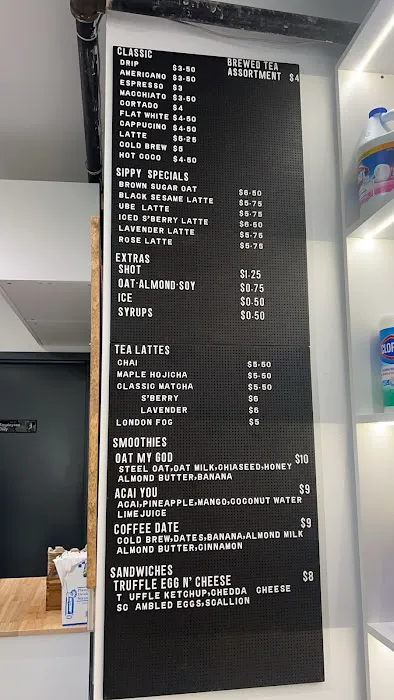 CLASSIC
DRIP $3.50
AMERICANO $3.50
ESPRESSO $3
MACCHIATO $3.50
CORTADO $4
FLAT WHITE $4.50
CAPPUCINO $4.50
LATTE $5.25
COLD BREW $5
HOT COCO $4.50
BREWED TEA
ASSORTMENT $4
SIPPY SPECIALS
BROWN SUGAR OAT $6.50
BLACK SESAME LATTE $5.75
UBE LATTE $5.75
ICED S'BERRY LATTE $6.50
LAVENDER LATTE $5.75
ROSE LATTE $5.75
EXTRAS
SHOT $1.25
OAT-ALMOND-SOY $0.75
ICE $0.50
SYRUPS $0.50
TEA LATTES
CHAI $5.50
MAPLE HOJICHA $5.50
CLASSIC MATCHA $5.50
S'BERRY $6
LAVENDER $6
LONDON FOG $5
SMOOTHIES
OAT MY GOD $10
STEEL OAT,OAT MILK,CHIASEED,HONEY
ALMOND BUTTER,BANANA
ACAI YOU $9
ACAI,PINEAPPLE,MANGO,COCONUT WATER
LIMEJUICE
COFFEE DATE $9
COLD BREW,DATES,BANANA,ALMOND MILK
ALMOND BUTTER,CINNAMON
SANDWICHES
TRUFFLE EGG N' CHEESE $8
T UFFLE KETCHUP,CHEDDA CHEESE
SC AMBLED EGGS,SCALLION